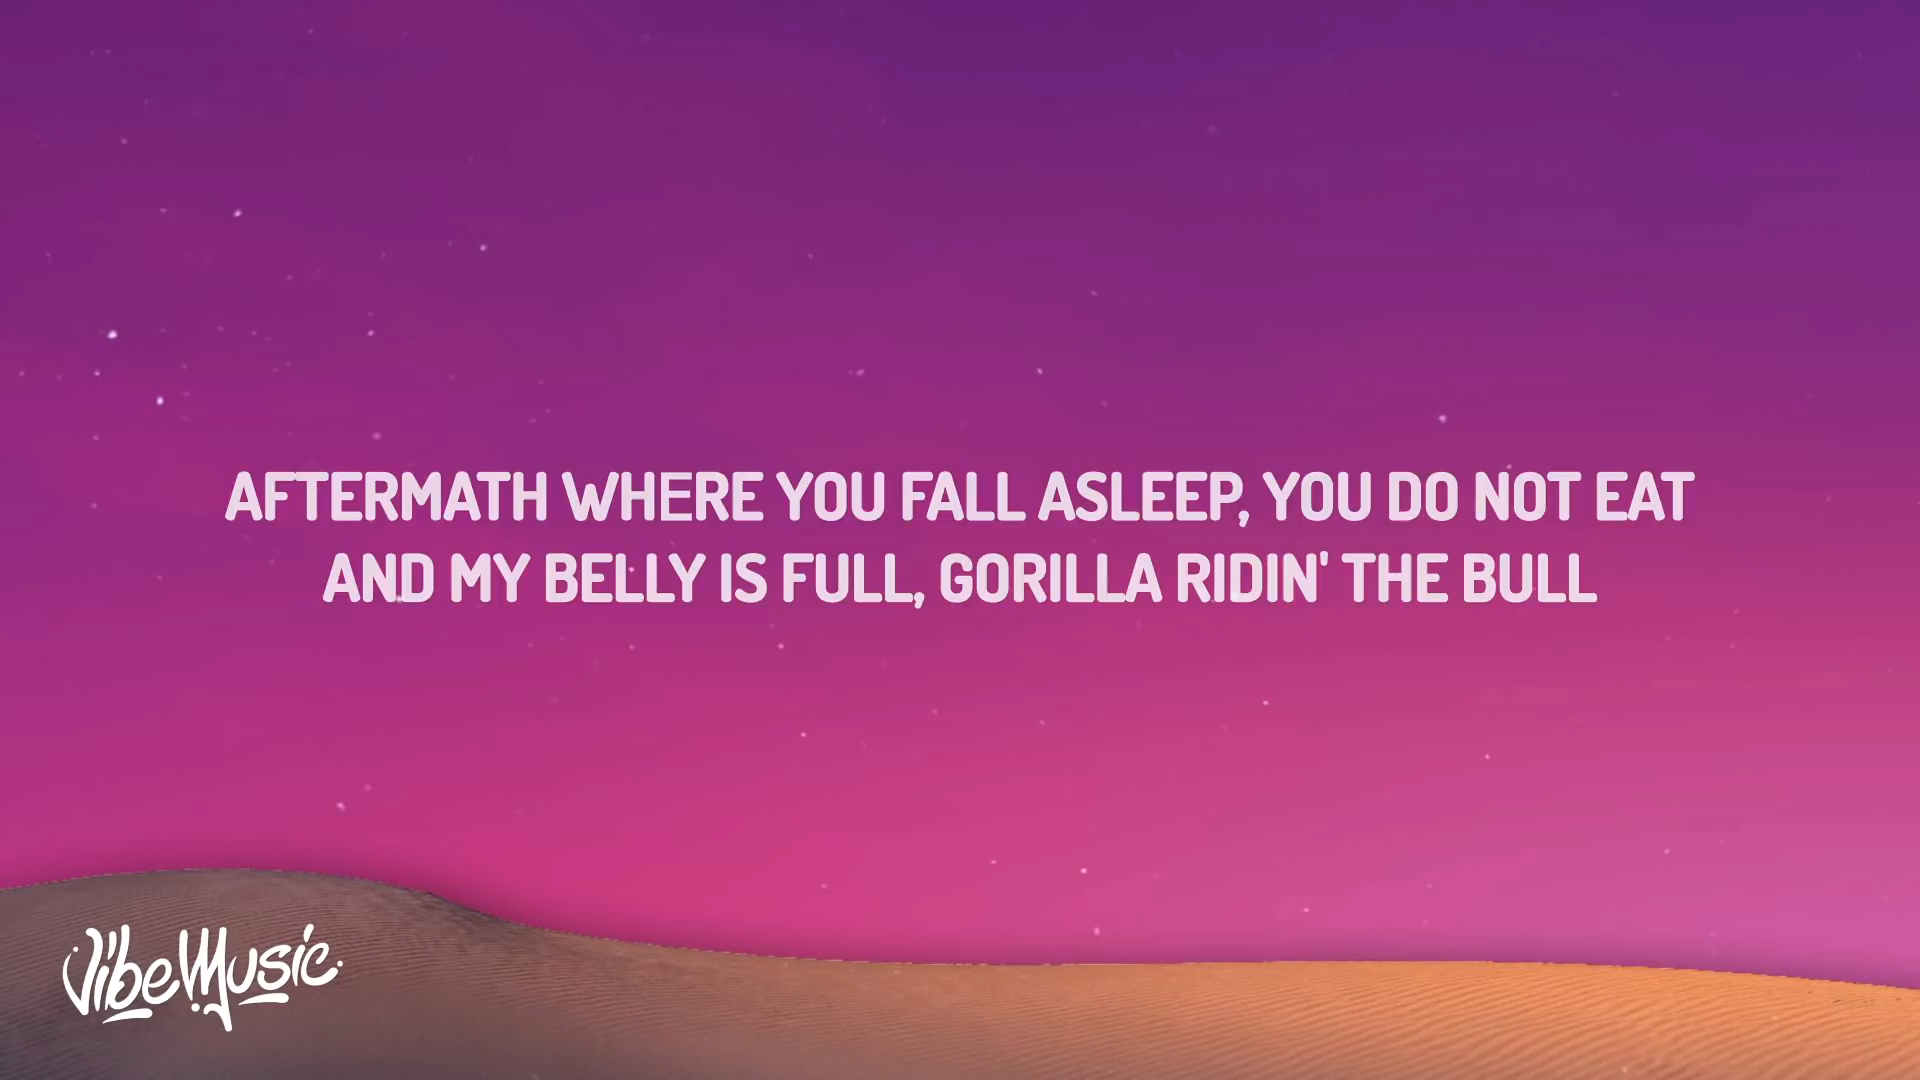 AFTERMATH WHERE YOU FALL ASLEEP, YOU DO NOT EAT
AND MY BELLY IS FULL, GORILLA RIDIN' THE BULL
VibeMusic